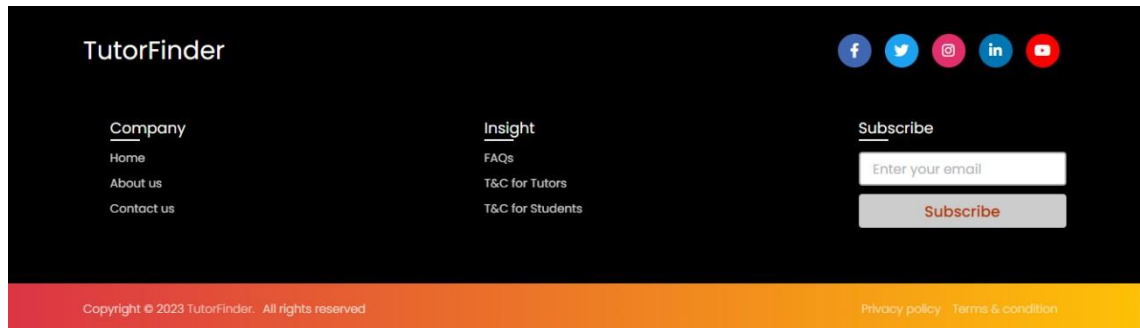 TutorFinder
Company
Home
About us
Contact us
Insight
FAQs
T&C for Tutors
T&C for Students
Subscribe
Enter your email
Subscribe
Copyright © 2023 TutorFinder. All rights reserved
Privacy policy Terms & condition